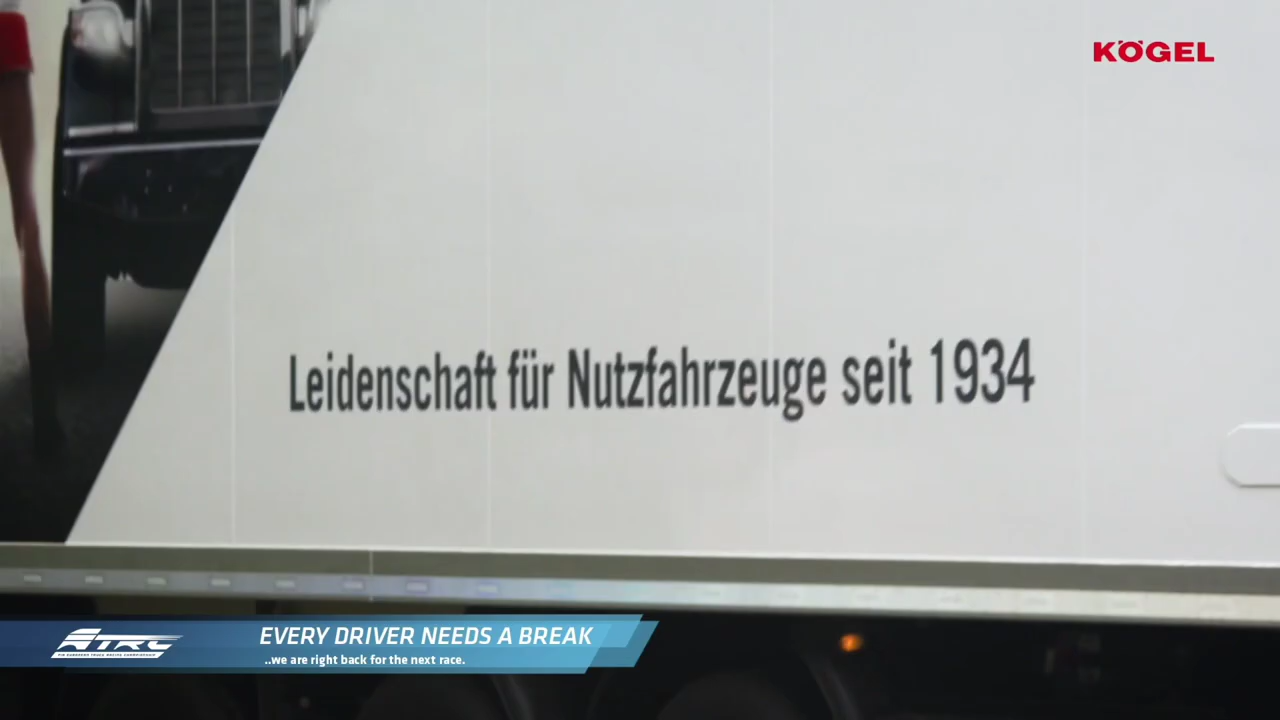 KÖGEL
Leidenschaft für Nutzfahrzeuge seit 1934
EVERY DRIVER NEEDS A BREAK
..we are right back for the next race.